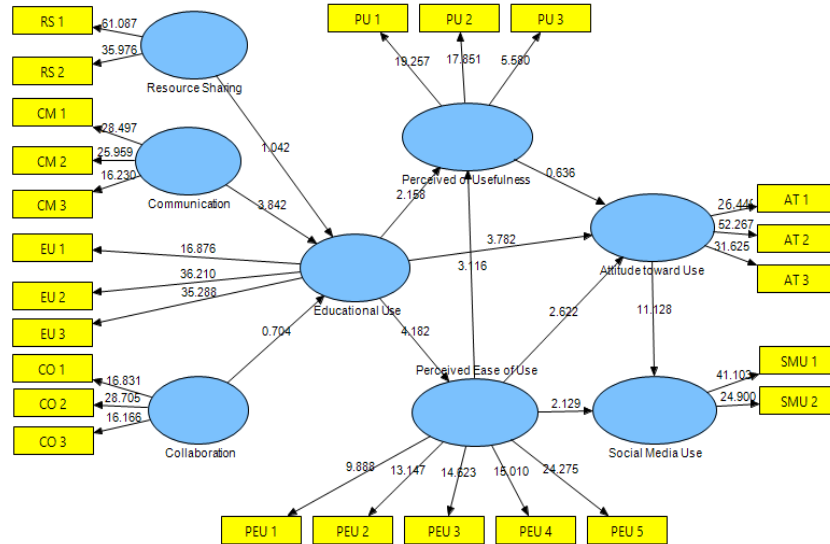 PU 1
PU 2
PU 3
RS 1
61.087
35.976
RS 2
Resource Sharing
19.257
17.851
5.580
CM 1
28.497
CM 2
25.959
16.230
CM 3
Communication
1.042
3.842
Perceived of Usefulness
2.158
0.636
EU 1
16.876
EU 2
36.210
EU 3
35.288
Educational Use
3.782
3.116
26.446
AT 1
52.267
AT 2
31.625
AT 3
Attitude toward Use
0.704
4.182
2.622
11.128
CO 1
16.831
CO 2
28.705
CO 3
16.166
Collaboration
Perceived Ease of Use
2.129
41.103
SMU 1
24.900
SMU 2
Social Media Use
9.888
13.147
14.623
15.010
24.275
PEU 1
PEU 2
PEU 3
PEU 4
PEU 5